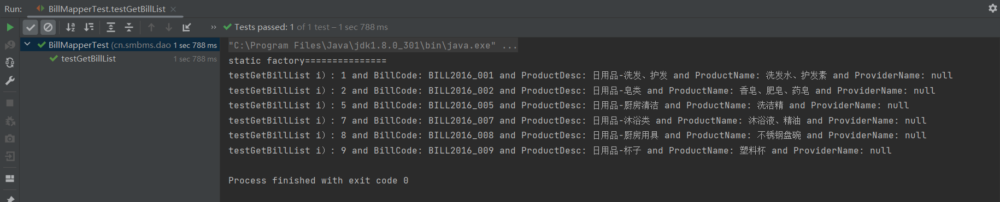 Run: BillMapperTest.testGetBillList
Tests passed: 1 of 1 test – 1 sec 788 ms
BillMapperTest (cn.smbms.dao 1 sec 788 ms
testGetBillList 1 sec 788 ms
"C:\Program Files\Java\jdk1.8.0_301\bin\java.exe" ...
static factory===============
testGetBillList i）: 1 and BillCode: BILL2016_001 and ProductDesc: 日用品-洗发、护发 and ProductName: 洗发水、护发素 and ProviderName: null
testGetBillList i）: 2 and BillCode: BILL2016_002 and ProductDesc: 日用品-皂类 and ProductName: 香皂、肥皂、药皂 and ProviderName: null
testGetBillList i）: 5 and BillCode: BILL2016_005 and ProductDesc: 日用品-厨房清洁 and ProductName: 洗洁精 and ProviderName: null
testGetBillList i）: 7 and BillCode: BILL2016_007 and ProductDesc: 日用品-沐浴类 and ProductName: 沐浴液、精油 and ProviderName: null
testGetBillList i）: 8 and BillCode: BILL2016_008 and ProductDesc: 日用品-厨房用具 and ProductName: 不锈钢盘碗 and ProviderName: null
testGetBillList i）: 9 and BillCode: BILL2016_009 and ProductDesc: 日用品-杯子 and ProductName: 塑料杯 and ProviderName: null
Process finished with exit code 0